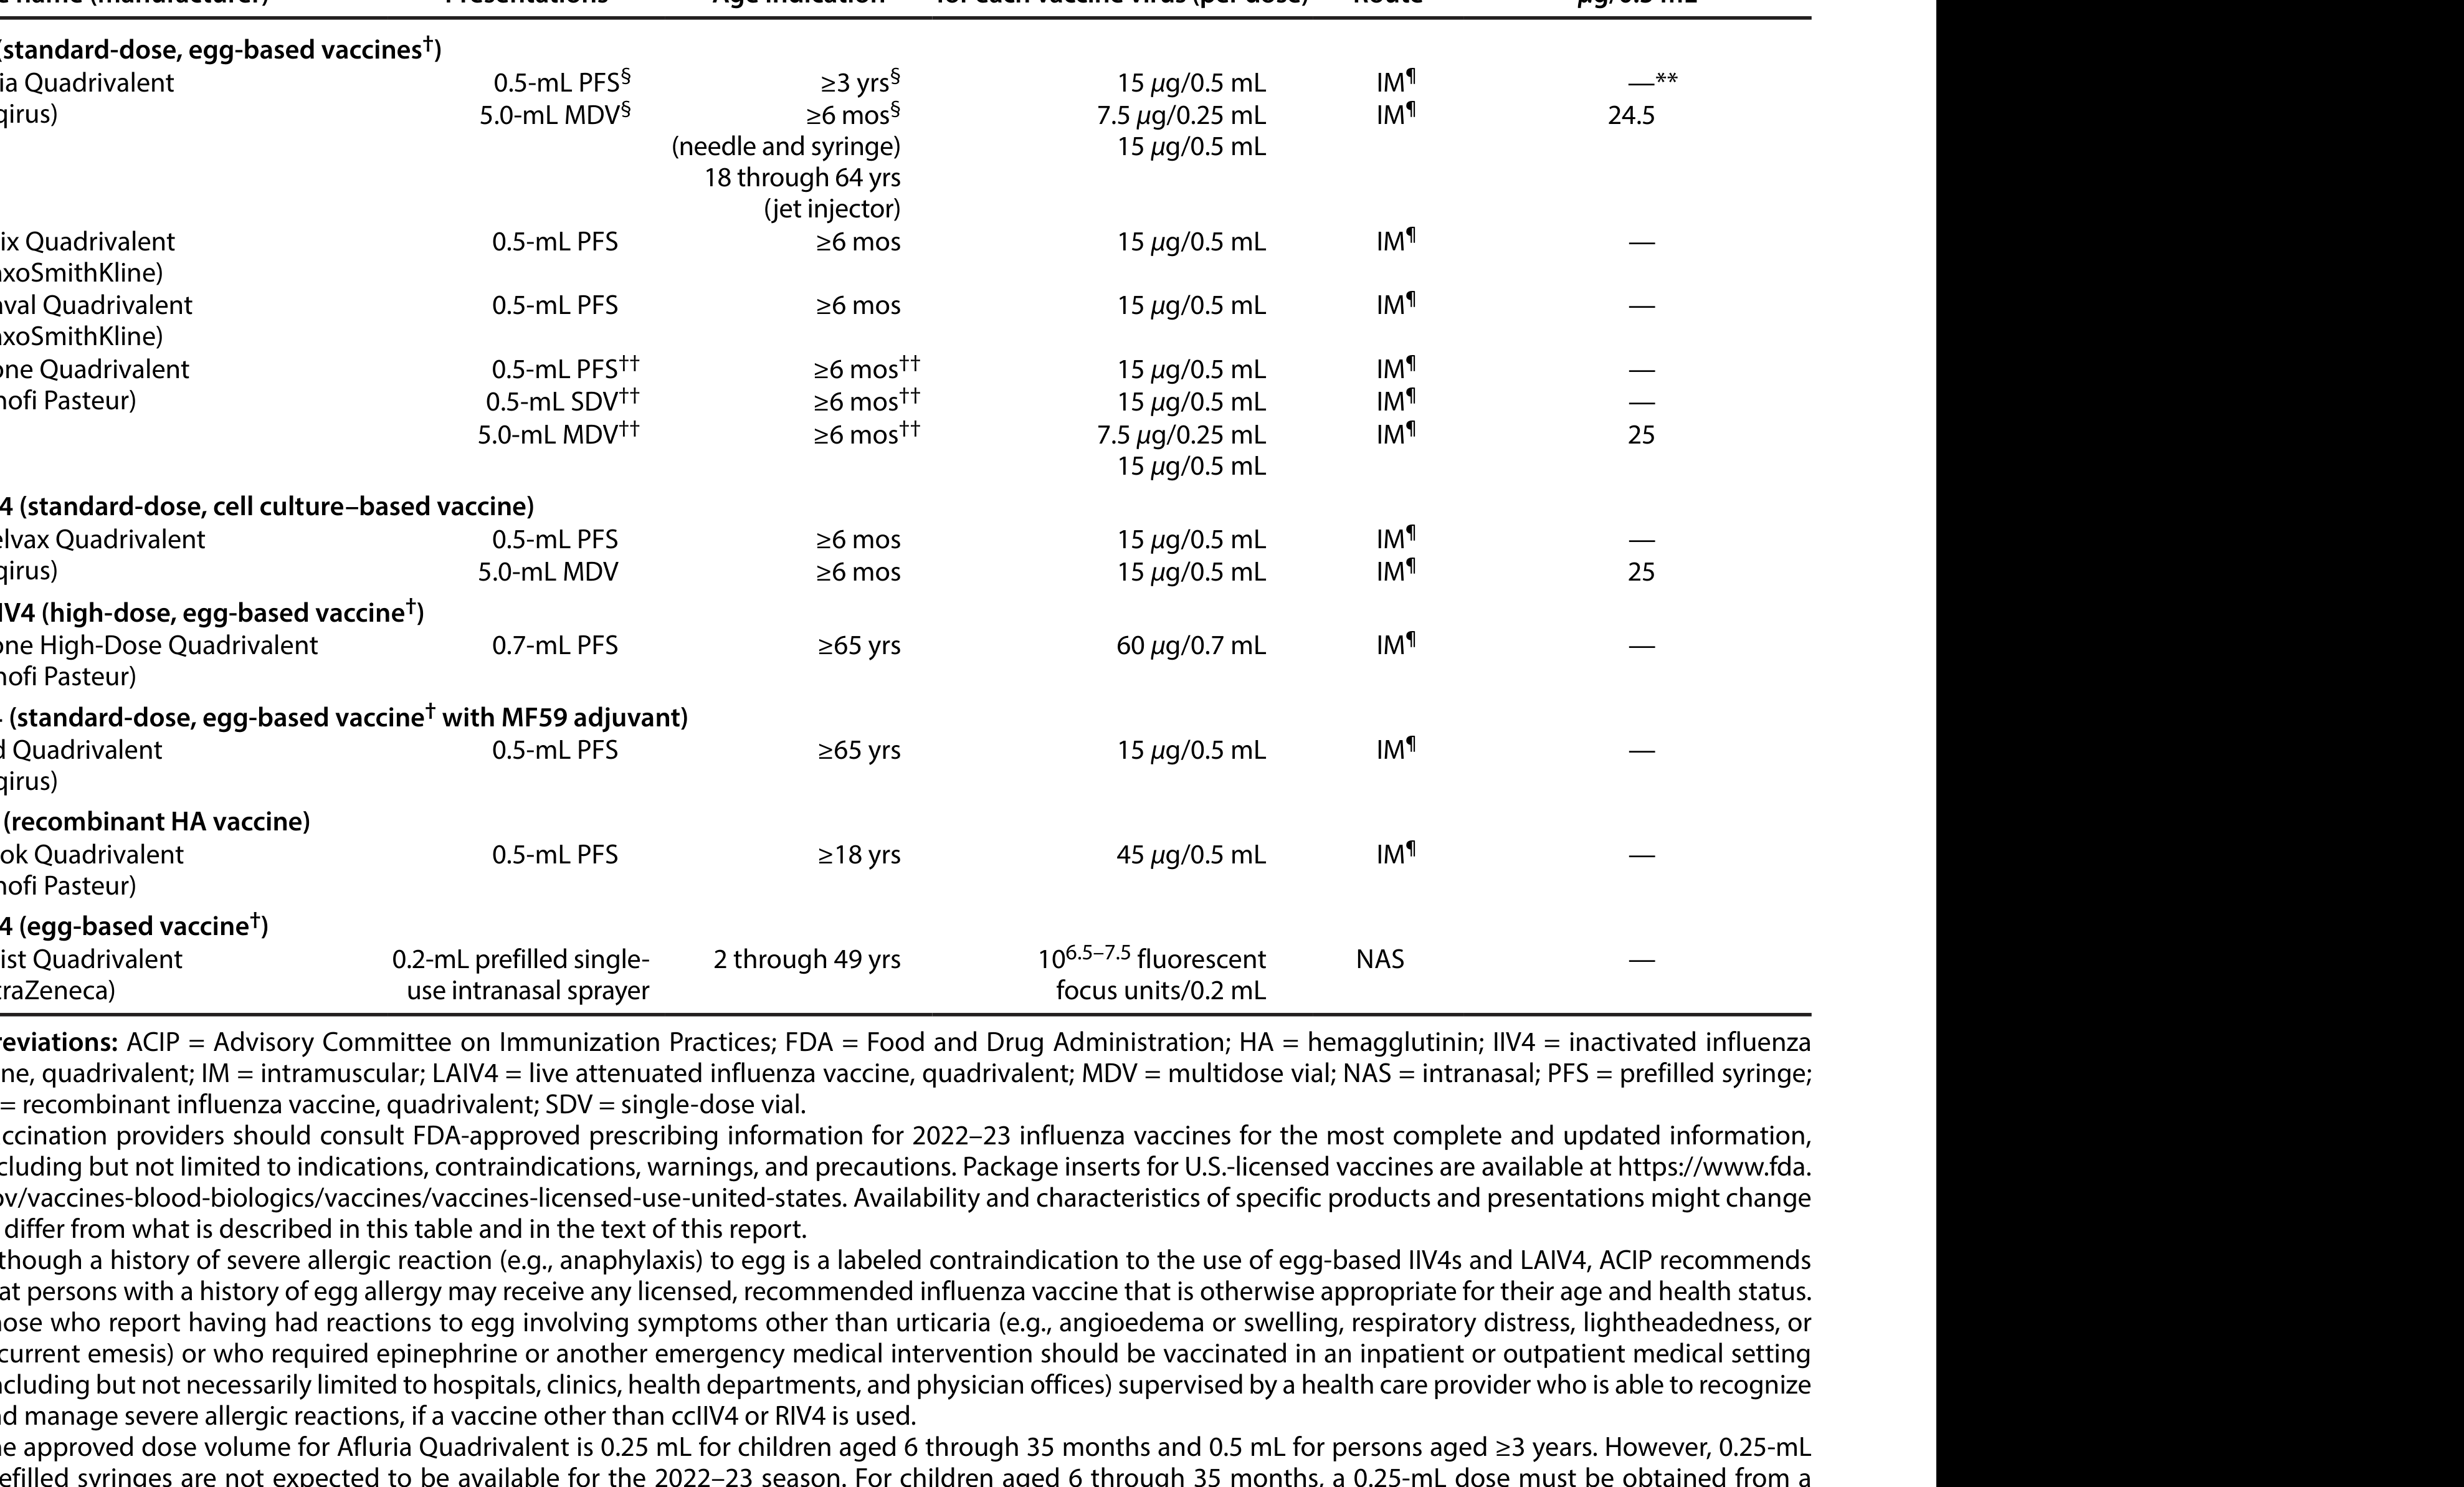 Presentations Age indication for each vaccine virus (per dose) Route µg/0.5 mL
(standard-dose, egg-based vaccines†)
ia Quadrivalent 0.5-mL PFS§ ≥3 yrs§ 15 µg/0.5 mL IM¶ —**
qirus) 5.0-mL MDV§ ≥6 mos§ 7.5 µg/0.25 mL IM¶ 24.5
(needle and syringe) 15 µg/0.5 mL
18 through 64 yrs
(jet injector)
ix Quadrivalent 0.5-mL PFS ≥6 mos 15 µg/0.5 mL IM¶ —
axoSmithKline)
aval Quadrivalent 0.5-mL PFS ≥6 mos 15 µg/0.5 mL IM¶ —
axoSmithKline)
one Quadrivalent 0.5-mL PFS†† ≥6 mos†† 15 µg/0.5 mL IM¶ —
nofi Pasteur) 0.5-mL SDV†† ≥6 mos†† 15 µg/0.5 mL IM¶ —
5.0-mL MDV†† ≥6 mos†† 7.5 µg/0.25 mL IM¶ 25
15 µg/0.5 mL
4 (standard-dose, cell culture–based vaccine)
elvax Quadrivalent 0.5-mL PFS ≥6 mos 15 µg/0.5 mL IM¶ —
qirus) 5.0-mL MDV ≥6 mos 15 µg/0.5 mL IM¶ 25
IV4 (high-dose, egg-based vaccine†)
one High-Dose Quadrivalent 0.7-mL PFS ≥65 yrs 60 µg/0.7 mL IM¶ —
nofi Pasteur)
(standard-dose, egg-based vaccine† with MF59 adjuvant)
d Quadrivalent 0.5-mL PFS ≥65 yrs 15 µg/0.5 mL IM¶ —
qirus)
(recombinant HA vaccine)
ok Quadrivalent 0.5-mL PFS ≥18 yrs 45 µg/0.5 mL IM¶ —
nofi Pasteur)
4 (egg-based vaccine†)
ist Quadrivalent 0.2-mL prefilled single- 2 through 49 yrs 10^6.5–7.5 fluorescent NAS —
traZeneca) use intranasal sprayer focus units/0.2 mL
reviations: ACIP = Advisory Committee on Immunization Practices; FDA = Food and Drug Administration; HA = hemagglutinin; IIV4 = inactivated influenza
ne, quadrivalent; IM = intramuscular; LAIV4 = live attenuated influenza vaccine, quadrivalent; MDV = multidose vial; NAS = intranasal; PFS = prefilled syringe;
= recombinant influenza vaccine, quadrivalent; SDV = single-dose vial.
ccination providers should consult FDA-approved prescribing information for 2022–23 influenza vaccines for the most complete and updated information,
cluding but not limited to indications, contraindications, warnings, and precautions. Package inserts for U.S.-licensed vaccines are available at https://www.fda.
ov/vaccines-blood-biologics/vaccines/vaccines-licensed-use-united-states. Availability and characteristics of specific products and presentations might change
differ from what is described in this table and in the text of this report.
though a history of severe allergic reaction (e.g., anaphylaxis) to egg is a labeled contraindication to the use of egg-based IIV4s and LAIV4, ACIP recommends
at persons with a history of egg allergy may receive any licensed, recommended influenza vaccine that is otherwise appropriate for their age and health status.
hose who report having had reactions to egg involving symptoms other than urticaria (e.g., angioedema or swelling, respiratory distress, lightheadedness, or
current emesis) or who required epinephrine or another emergency medical intervention should be vaccinated in an inpatient or outpatient medical setting
ncluding but not necessarily limited to hospitals, clinics, health departments, and physician offices) supervised by a health care provider who is able to recognize
nd manage severe allergic reactions, if a vaccine other than ccIIV4 or RIV4 is used.
he approved dose volume for Afluria Quadrivalent is 0.25 mL for children aged 6 through 35 months and 0.5 mL for persons aged ≥3 years. However, 0.25-mL
efilled syringes are not expected to be available for the 2022–23 season. For children aged 6 through 35 months, a 0.25-mL dose must be obtained from a